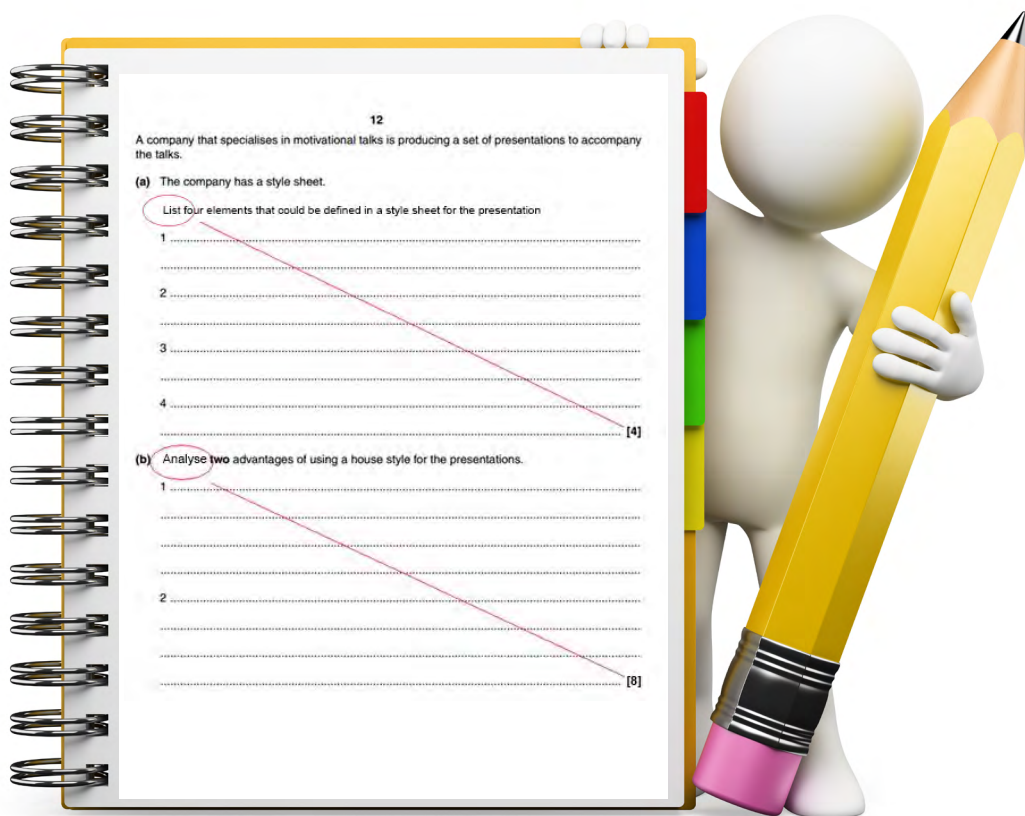 12
A company that specialises in motivational talks is producing a set of presentations to accompany
the talks.
(a) The company has a style sheet.
List four elements that could be defined in a style sheet for the presentation
1
2
3
4
[4]
(b) Analyse two advantages of using a house style for the presentations.
1
2
[8]